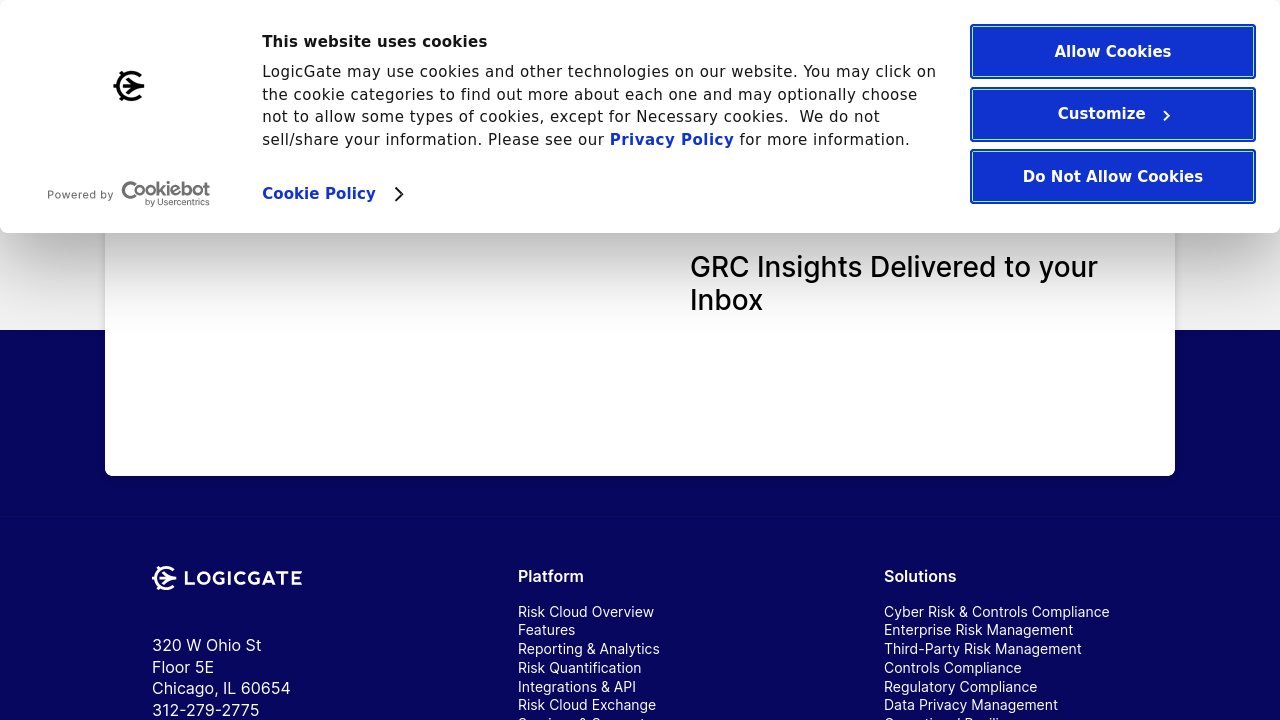 This website uses cookies
LogicGate may use cookies and other technologies on our website. You may click on
the cookie categories to find out more about each one and may optionally choose
not to allow some types of cookies, except for Necessary cookies.  We do not
sell/share your information. Please see our Privacy Policy for more information.
Cookie Policy
Powered by Cookiebot
by Usercentrics
Allow Cookies
Customize
Do Not Allow Cookies
GRC Insights Delivered to your
Inbox
LOGICGATE
320 W Ohio St
Floor 5E
Chicago, IL 60654
312-279-2775
Platform
Risk Cloud Overview
Features
Reporting & Analytics
Risk Quantification
Integrations & API
Risk Cloud Exchange
Solutions
Cyber Risk & Controls Compliance
Enterprise Risk Management
Third-Party Risk Management
Controls Compliance
Regulatory Compliance
Data Privacy Management